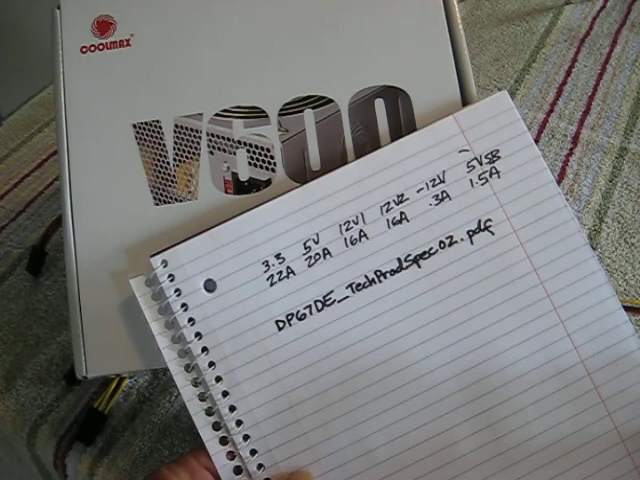 COOLMAX
V600
3.3 5V 12V1 12V2 -12V 5VSB
22A 20A 16A 16A .3A 1.5A
DP67DE_TechProdSpec02.pdf